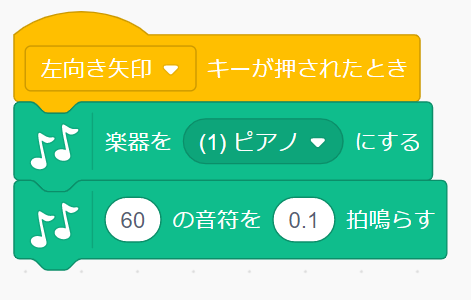 左向き矢印 キーが押されたとき
楽器を (1) ピアノ にする
60 の音符を 0.1 拍鳴らす